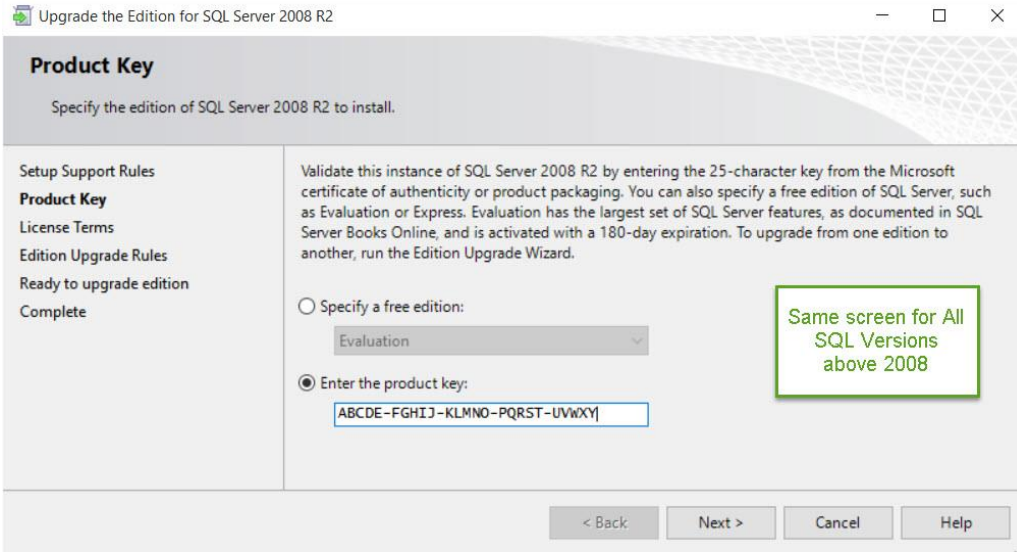 Upgrade the Edition for SQL Server 2008 R2
Product Key
Specify the edition of SQL Server 2008 R2 to install.
Setup Support Rules
Product Key
License Terms
Edition Upgrade Rules
Ready to upgrade edition
Complete
Validate this instance of SQL Server 2008 R2 by entering the 25-character key from the Microsoft
certificate of authenticity or product packaging. You can also specify a free edition of SQL Server, such
as Evaluation or Express. Evaluation has the largest set of SQL Server features, as documented in SQL
Server Books Online, and is activated with a 180-day expiration. To upgrade from one edition to
another, run the Edition Upgrade Wizard.
Specify a free edition:
Evaluation
Enter the product key:
ABCDE-FGHIJ-KLMNO-PQRST-UVWXY
Same screen for All
SQL Versions
above 2008
< Back
Next >
Cancel
Help